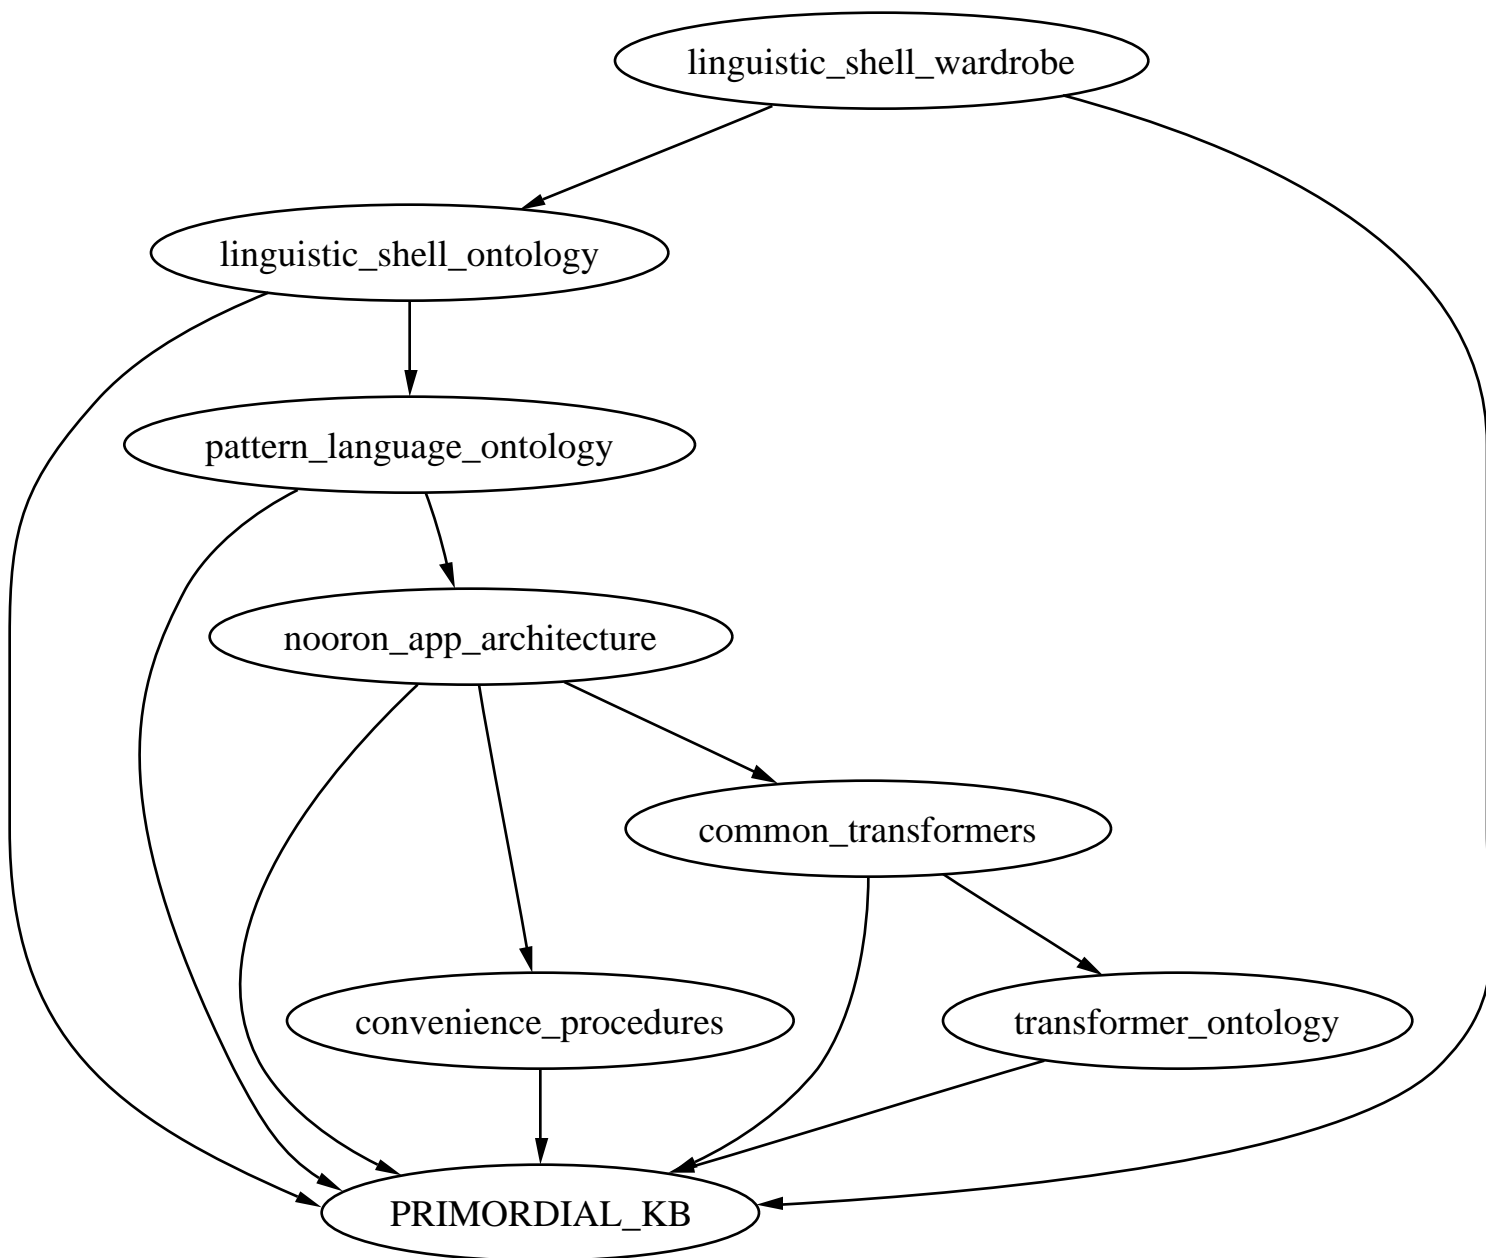 linguistic_shell_wardrobe
linguistic_shell_ontology
pattern_language_ontology
nooron_app_architecture
common_transformers
convenience_procedures
transformer_ontology
PRIMORDIAL_KB